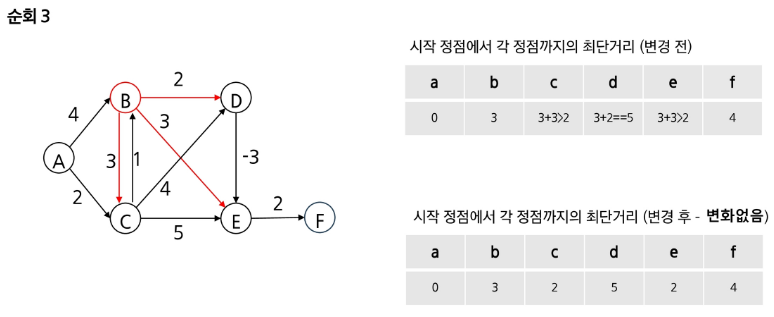 순회 3
시작 정점에서 각 정점까지의 최단거리 (변경 전)
a b c d e f
0 3 3+3>2 3+2==5 3+3>2 4
2
B D
4 3
3 1 -3
A
2 4
C E 2 F
5
시작 정점에서 각 정점까지의 최단거리 (변경 후 - 변화없음)
a b c d e f
0 3 2 5 2 4